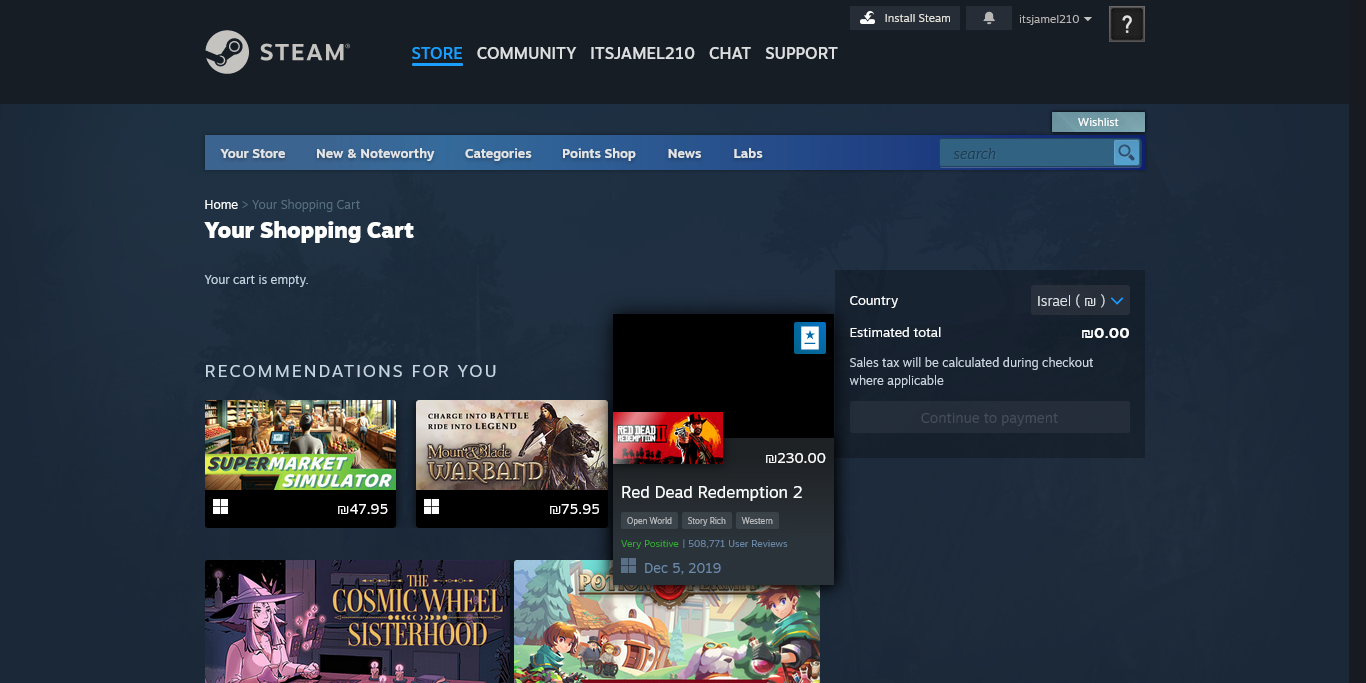 Install Steam
itsjamel210
?
STEAM®
STORE COMMUNITY ITSJAMEL210 CHAT SUPPORT
Wishlist
Your Store New & Noteworthy Categories Points Shop News Labs
search
Home > Your Shopping Cart
Your Shopping Cart
Your cart is empty.
Country
Israel ( ₪ )
Estimated total ₪0.00
Sales tax will be calculated during checkout
where applicable
Continue to payment
RECOMMENDATIONS FOR YOU
SUPERMARKET
SIMULATOR
₪47.95
CHARGE INTO BATTLE
RIDE INTO LEGEND
Mount&Blade
WARBAND
₪75.95
RED DEAD
REDEMPTION II
₪230.00
Red Dead Redemption 2
Open World Story Rich Western
Very Positive | 508,771 User Reviews
Dec 5, 2019
THE
COSMIC WHEEL
SISTERHOOD